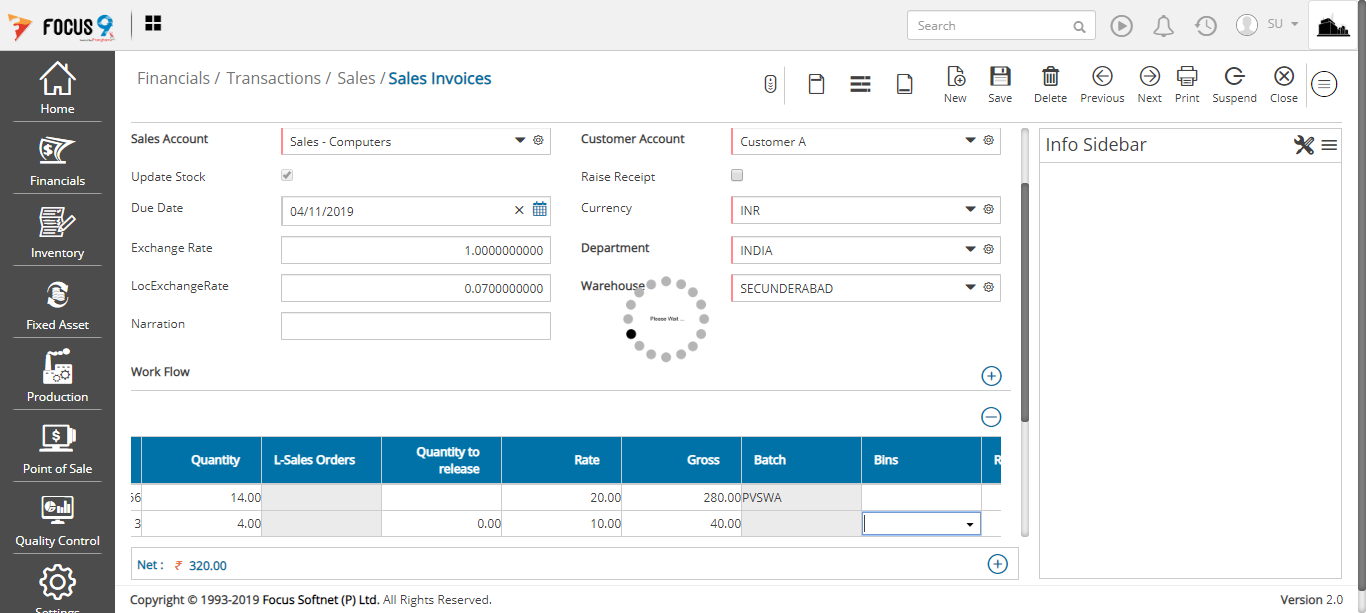 FOCUS 9
Search
SU
Home
Financials
Inventory
Fixed Asset
Production
Point of Sale
Quality Control
Settings
Financials / Transactions / Sales / Sales Invoices
New
Save
Delete
Previous
Next
Print
Suspend
Close
Sales Account
Sales - Computers
Customer Account
Customer A
Update Stock
Raise Receipt
Due Date
04/11/2019
Currency
INR
Exchange Rate
1.0000000000
Department
INDIA
LocExchangeRate
0.0700000000
Warehouse
SECUNDERABAD
Narration
Please Wait ...
Work Flow
Info Sidebar
Quantity L-Sales Orders Quantity to release Rate Gross Batch Bins R
56 14.00 20.00 280.00 PVSWA
3 4.00 0.00 10.00 40.00
Net : ₹ 320.00
Copyright © 1993-2019 Focus Softnet (P) Ltd. All Rights Reserved.
Version 2.0